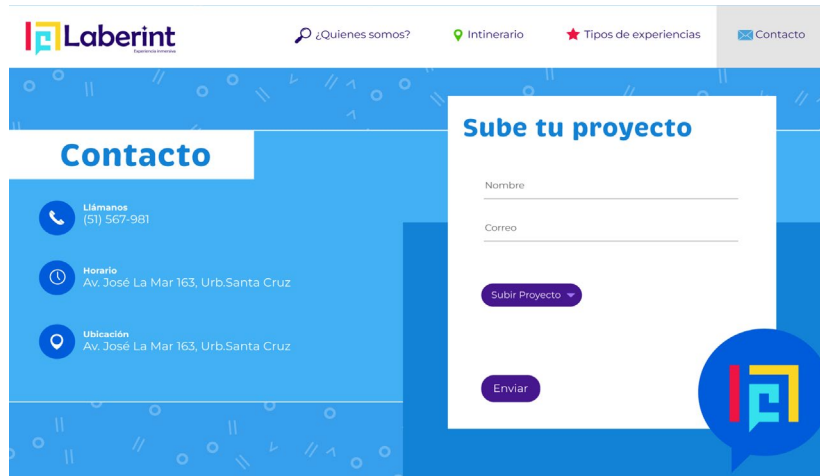 Laberint
Experiencia Inmersiva
¿Quienes somos?
Intinerario
Tipos de experiencias
Contacto
Contacto
Llámanos
(51) 567-981
Horario
Av. José La Mar 163, Urb.Santa Cruz
Ubicación
Av. José La Mar 163, Urb.Santa Cruz
Sube tu proyecto
Nombre
Correo
Subir Proyecto
Enviar